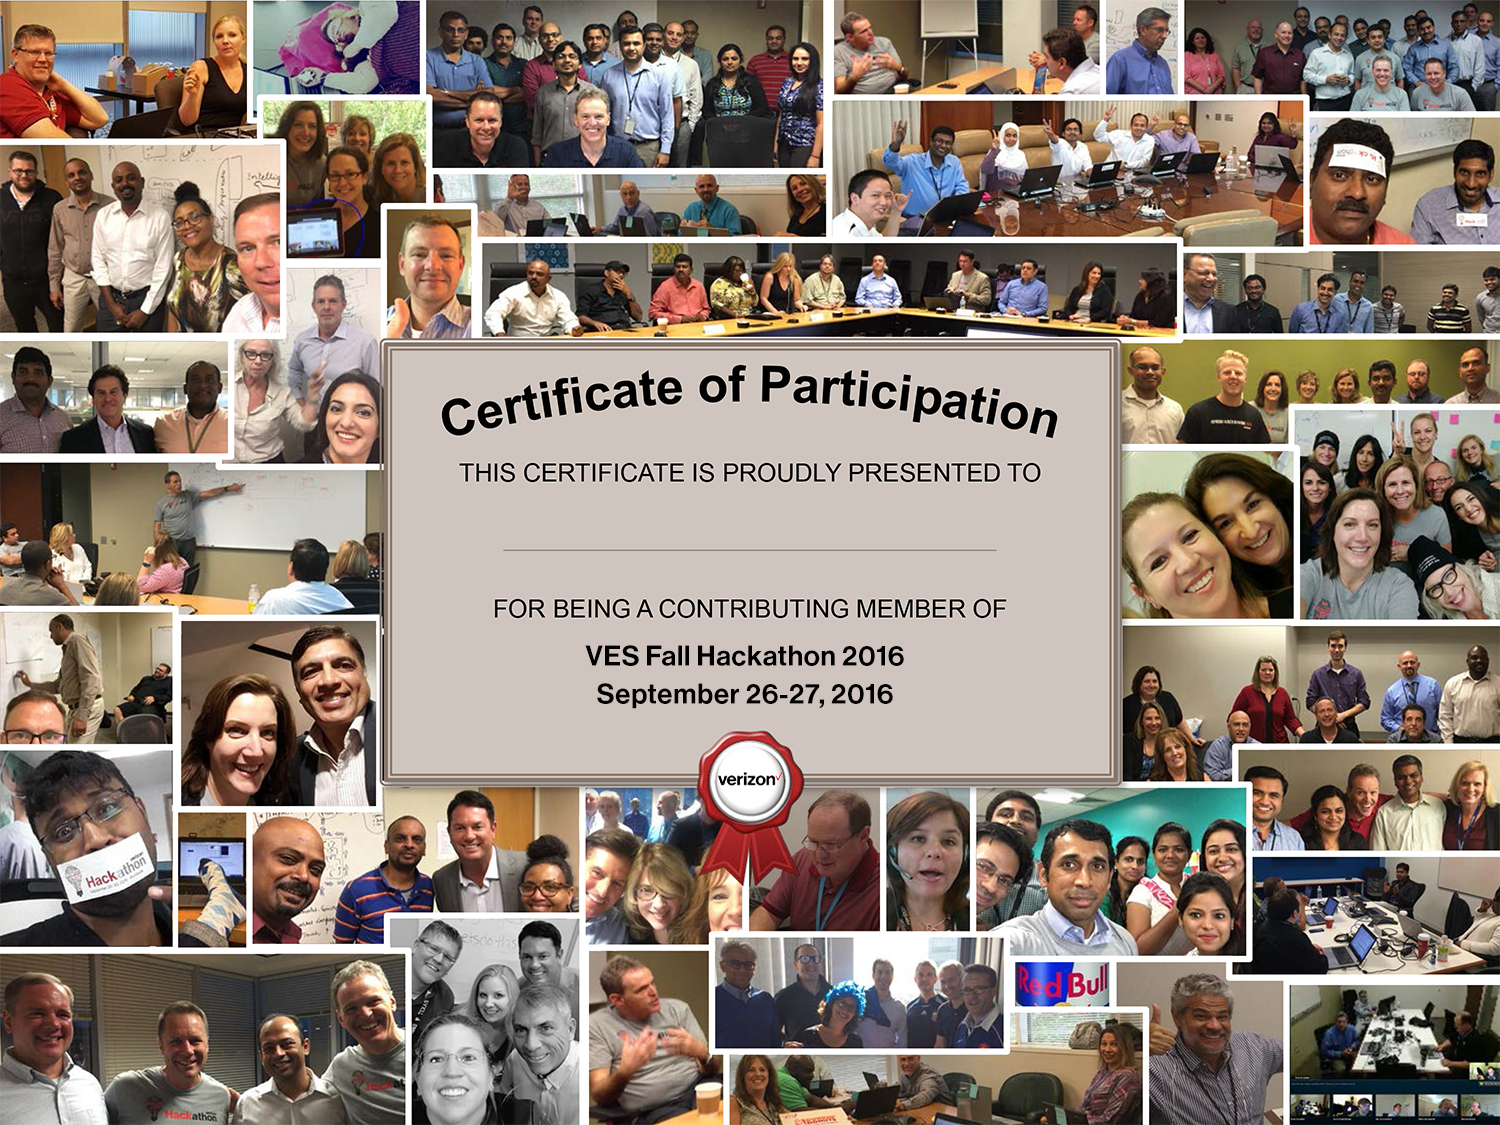 Certificate of Participation
THIS CERTIFICATE IS PROUDLY PRESENTED TO
FOR BEING A CONTRIBUTING MEMBER OF
VES Fall Hackathon 2016
September 26-27, 2016
verizon
Hackathon
Hackathon
Red Bull